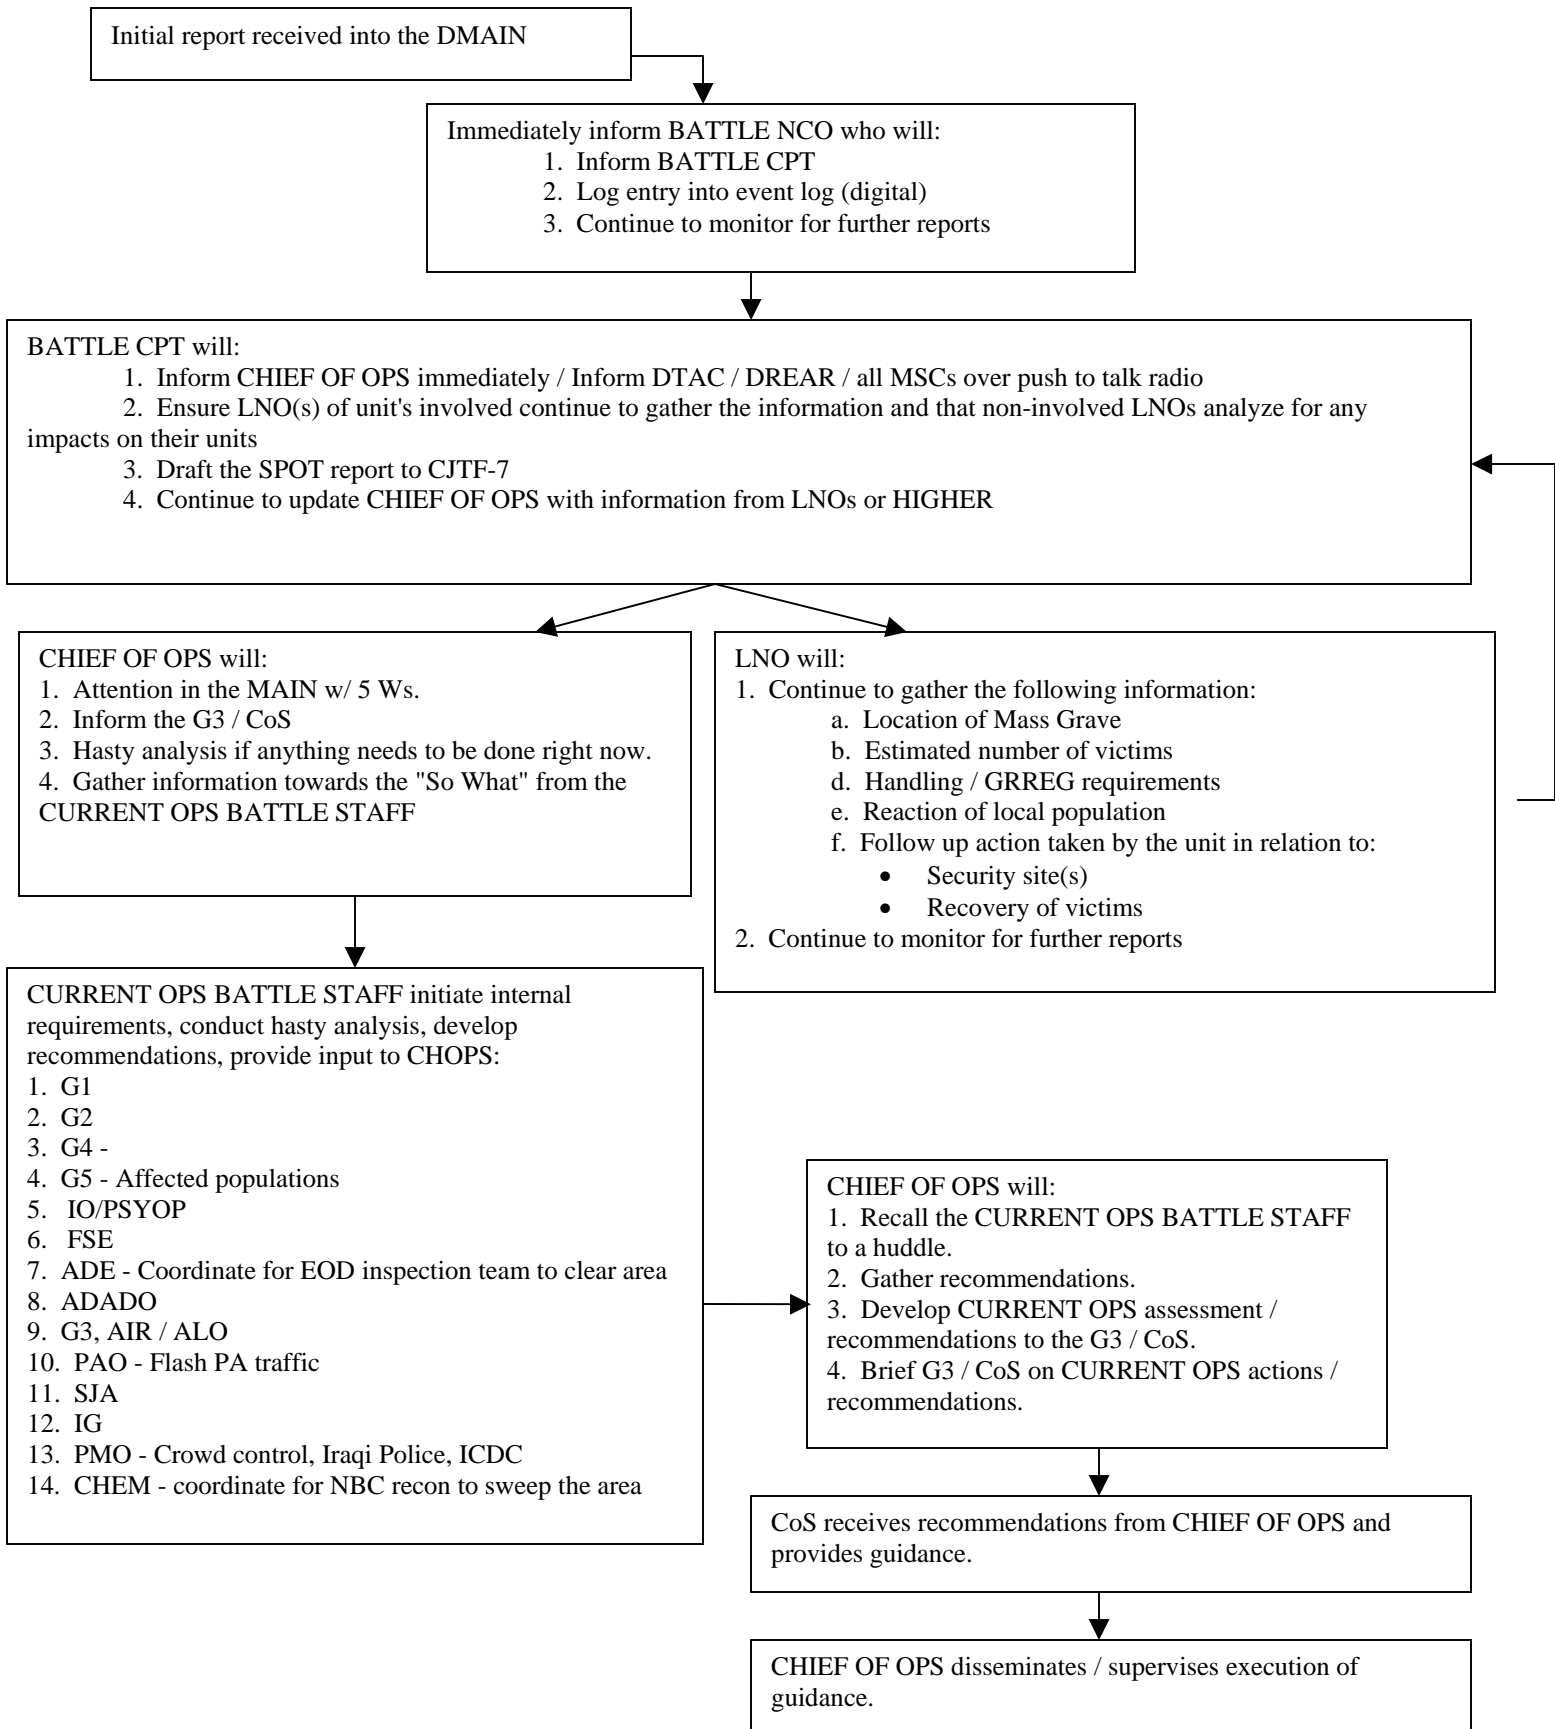 Initial report received into the DMAIN
Immediately inform BATTLE NCO who will:
1. Inform BATTLE CPT
2. Log entry into event log (digital)
3. Continue to monitor for further reports
BATTLE CPT will:
1. Inform CHIEF OF OPS immediately / Inform DTAC / DREAR / all MSCs over push to talk radio
2. Ensure LNO(s) of unit's involved continue to gather the information and that non-involved LNOs analyze for any
impacts on their units
3. Draft the SPOT report to CJTF-7
4. Continue to update CHIEF OF OPS with information from LNOs or HIGHER
CHIEF OF OPS will:
1. Attention in the MAIN w/ 5 Ws.
2. Inform the G3 / CoS
3. Hasty analysis if anything needs to be done right now.
4. Gather information towards the "So What" from the
CURRENT OPS BATTLE STAFF
LNO will:
1. Continue to gather the following information:
a. Location of Mass Grave
b. Estimated number of victims
d. Handling / GRREG requirements
e. Reaction of local population
f. Follow up action taken by the unit in relation to:
• Security site(s)
• Recovery of victims
2. Continue to monitor for further reports
CURRENT OPS BATTLE STAFF initiate internal
requirements, conduct hasty analysis, develop
recommendations, provide input to CHOPS:
1. G1
2. G2
3. G4 -
4. G5 - Affected populations
5. IO/PSYOP
6. FSE
7. ADE - Coordinate for EOD inspection team to clear area
8. ADADO
9. G3, AIR / ALO
10. PAO - Flash PA traffic
11. SJA
12. IG
13. PMO - Crowd control, Iraqi Police, ICDC
14. CHEM - coordinate for NBC recon to sweep the area
CHIEF OF OPS will:
1. Recall the CURRENT OPS BATTLE STAFF
to a huddle.
2. Gather recommendations.
3. Develop CURRENT OPS assessment /
recommendations to the G3 / CoS.
4. Brief G3 / CoS on CURRENT OPS actions /
recommendations.
CoS receives recommendations from CHIEF OF OPS and
provides guidance.
CHIEF OF OPS disseminates / supervises execution of
guidance.